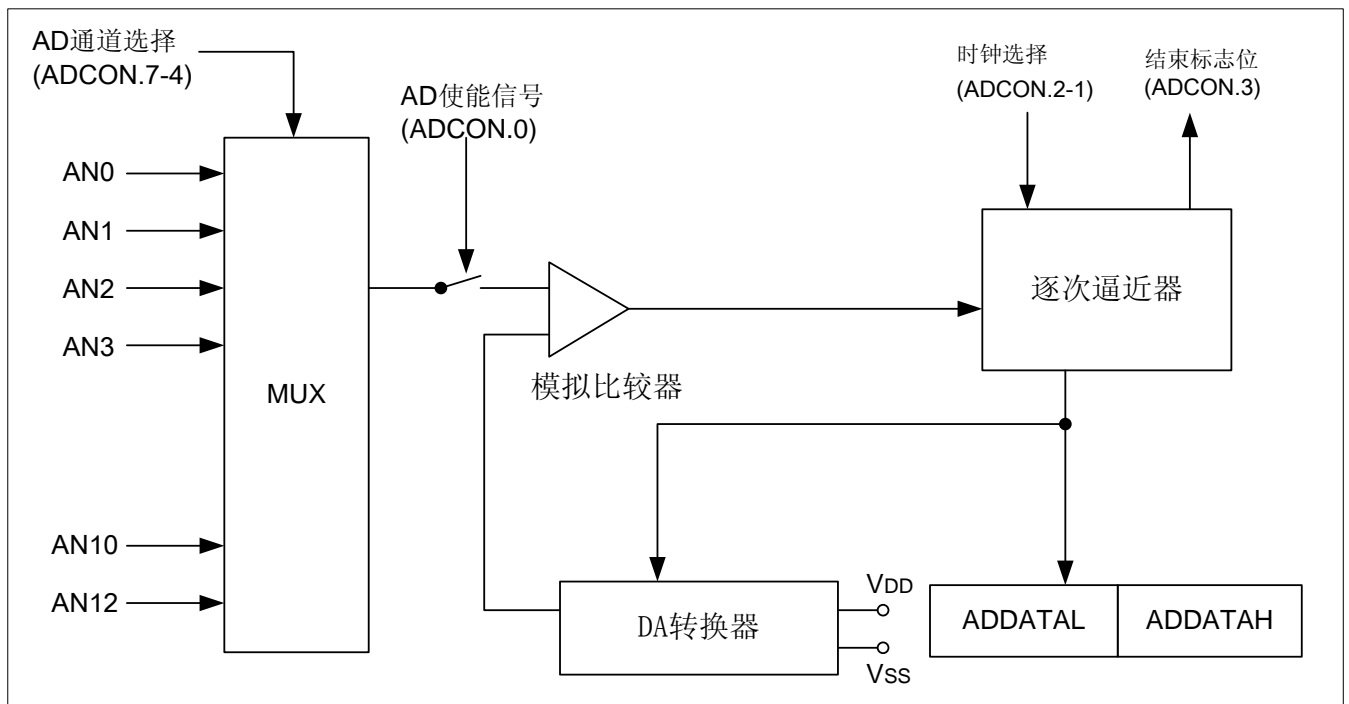 AD通道选择
(ADCON.7-4)
AD使能信号
(ADCON.0)
时钟选择
(ADCON.2-1)
结束标志位
(ADCON.3)
AN0
AN1
AN2
AN3
AN10
AN12
MUX
模拟比较器
逐次逼近器
DA转换器
VDD
VSS
ADDATAL
ADDATAH